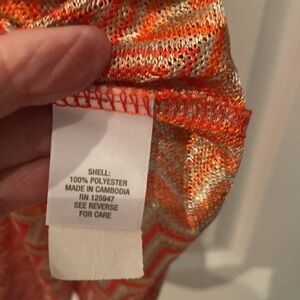 SHELL:
100% POLYESTER
MADE IN CAMBODIA
RN 125947
SEE REVERSE
FOR CARE